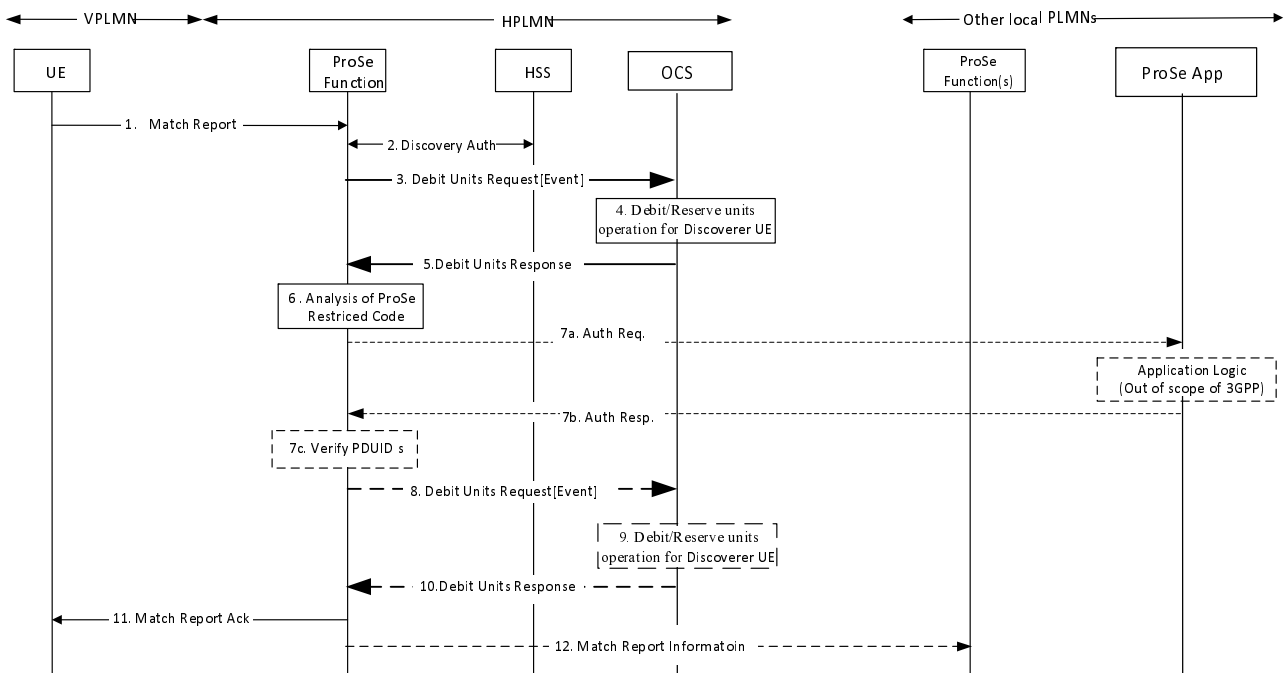 VPLMN
HPLMN
Other local PLMNs
UE
ProSe
Function
HSS
OCS
ProSe
Function(s)
ProSe App
1. Match Report
2. Discovery Auth
3. Debit Units Request[Event]
4. Debit/Reserve units
operation for Discoverer UE
5.Debit Units Response
6. Analysis of ProSe
Restriced Code
7a. Auth Req.
Application Logic
(Out of scope of 3GPP)
7b. Auth Resp.
7c. Verify PDUID s
8. Debit Units Request[Event]
9. Debit/Reserve units
operation for Discoverer UE
10.Debit Units Response
11. Match Report Ack
12. Match Report Informatoin